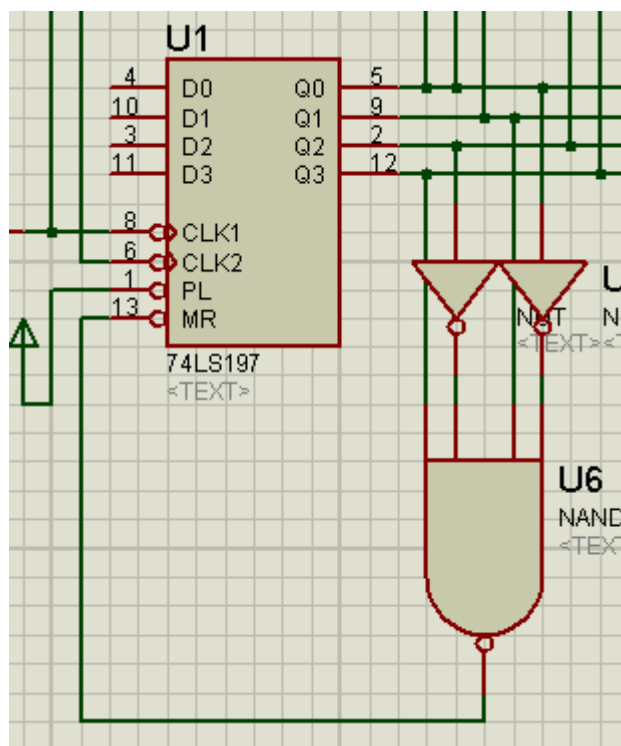 U1
4 D0 Q0 5
10 D1 Q1 9
3 D2 Q2 2
11 D3 Q3 12
8 CLK1
6 CLK2
1 PL
13 MR
74LS197
<TEXT>
U
NOT N
<TEXT> <T
U6
NAND
<TEXT